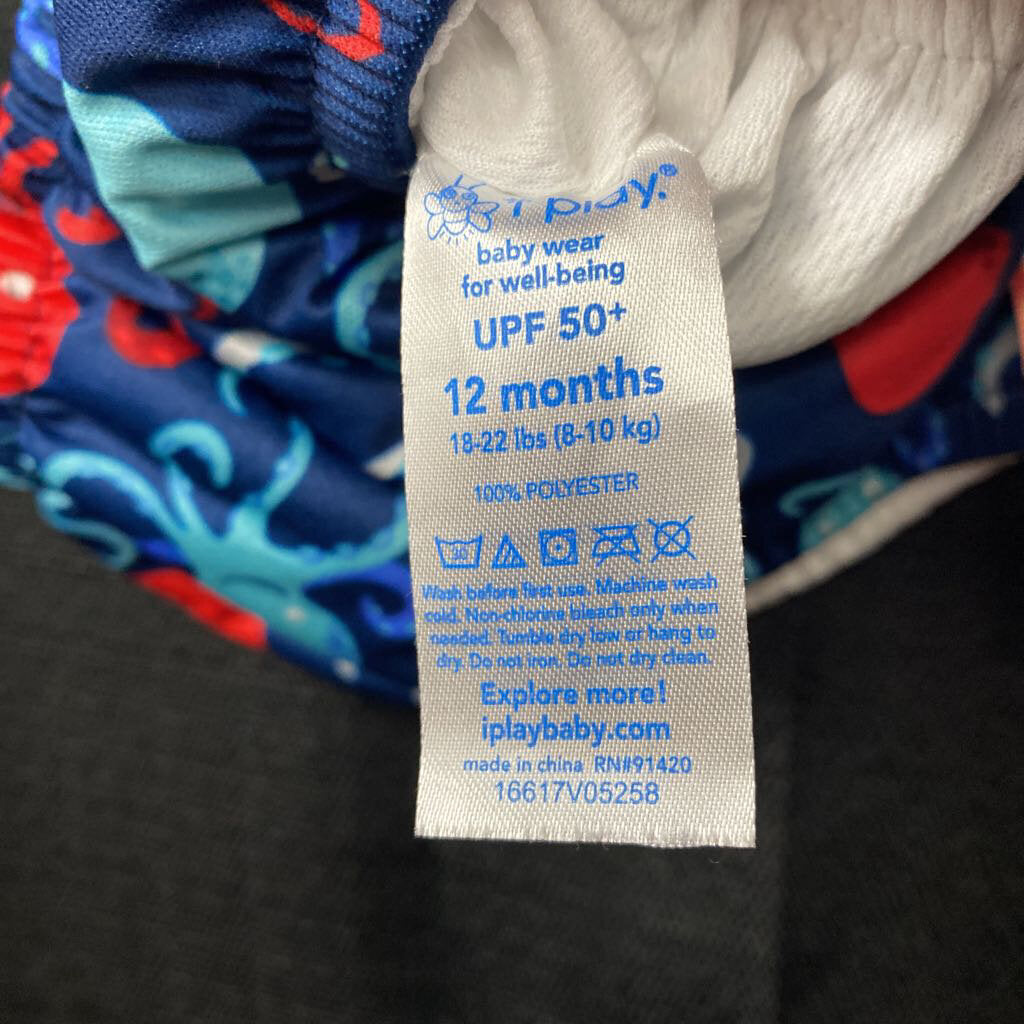 i play.®
baby wear
for well-being
UPF 50+
12 months
18-22 lbs (8-10 kg)
100% POLYESTER
30
Wash before first use. Machine wash
cold. Non-chlorine bleach only when
needed. Tumble dry low or hang to
dry. Do not iron. Do not dry clean.
Explore more!
iplaybaby.com
made in china RN#91420
16617V05258